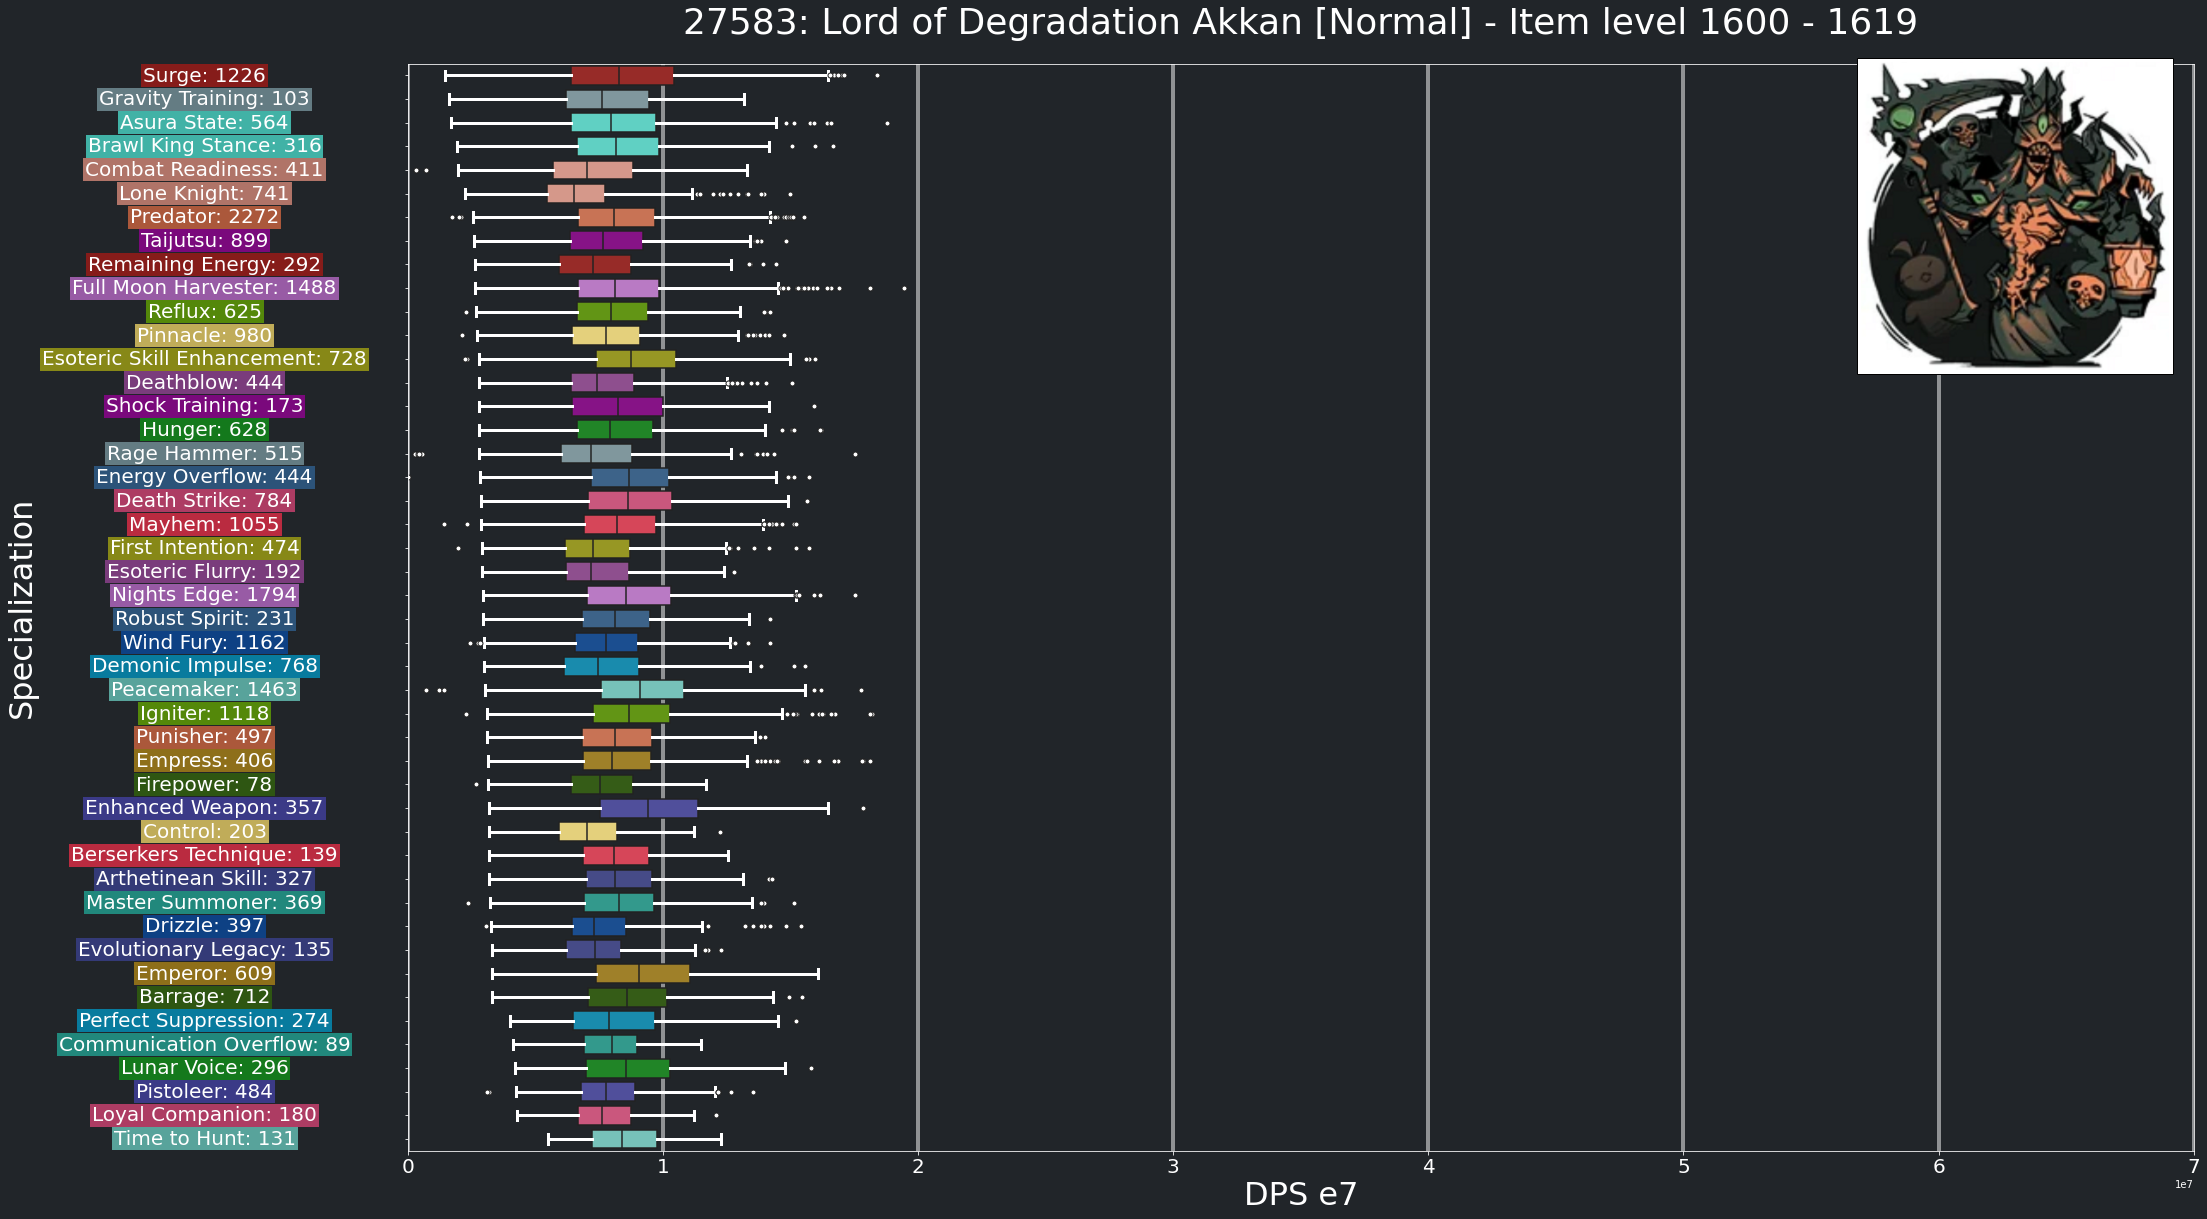 27583: Lord of Degradation Akkan [Normal] - Item level 1600 - 1619
Surge: 1226
Gravity Training: 103
Asura State: 564
Brawl King Stance: 316
Combat Readiness: 411
Lone Knight: 741
Predator: 2272
Taijutsu: 899
Remaining Energy: 292
Full Moon Harvester: 1488
Reflux: 625
Pinnacle: 980
Esoteric Skill Enhancement: 728
Deathblow: 444
Shock Training: 173
Hunger: 628
Rage Hammer: 515
Energy Overflow: 444
Death Strike: 784
Mayhem: 1055
First Intention: 474
Esoteric Flurry: 192
Nights Edge: 1794
Robust Spirit: 231
Wind Fury: 1162
Demonic Impulse: 768
Peacemaker: 1463
Igniter: 1118
Punisher: 497
Empress: 406
Firepower: 78
Enhanced Weapon: 357
Control: 203
Berserkers Technique: 139
Arthetinean Skill: 327
Master Summoner: 369
Drizzle: 397
Evolutionary Legacy: 135
Emperor: 609
Barrage: 712
Perfect Suppression: 274
Communication Overflow: 89
Lunar Voice: 296
Pistoleer: 484
Loyal Companion: 180
Time to Hunt: 131
Specialization
0 1 2 3 4 5 6 7
1e7
DPS e7